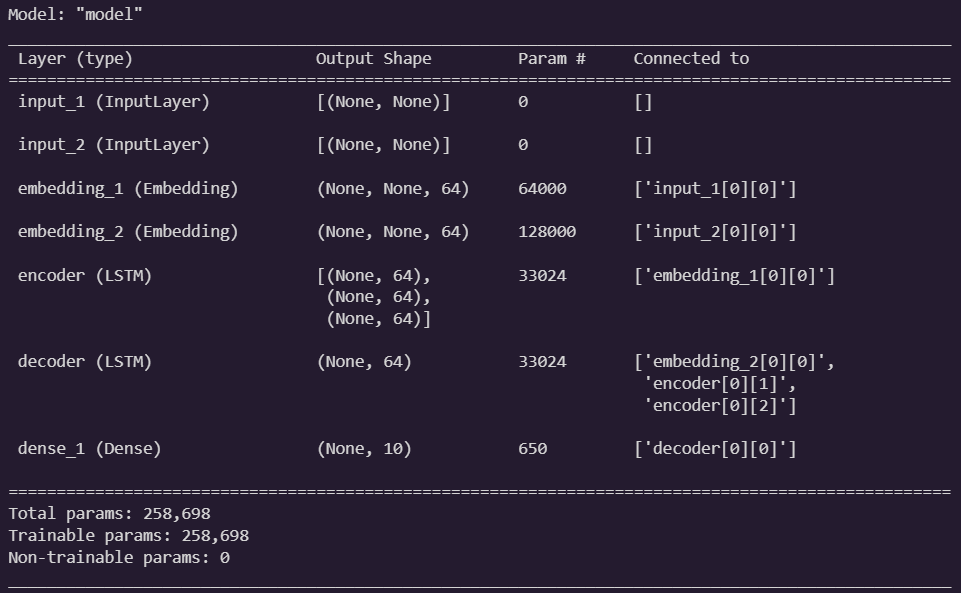 Model: "model"
Layer (type) Output Shape Param # Connected to
input_1 (InputLayer) [(None, None)] 0 []
input_2 (InputLayer) [(None, None)] 0 []
embedding_1 (Embedding) (None, None, 64) 64000 ['input_1[0][0]']
embedding_2 (Embedding) (None, None, 64) 128000 ['input_2[0][0]']
encoder (LSTM) [(None, 64), 33024 ['embedding_1[0][0]']
(None, 64),
(None, 64)]
decoder (LSTM) (None, 64) 33024 ['embedding_2[0][0]',
'encoder[0][1]',
'encoder[0][2]']
dense_1 (Dense) (None, 10) 650 ['decoder[0][0]']
Total params: 258,698
Trainable params: 258,698
Non-trainable params: 0